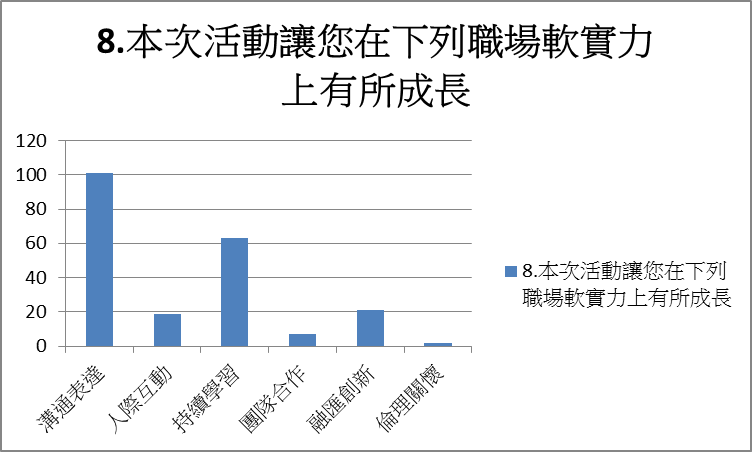 8.本次活動讓您在下列職場軟實力
上有所成長
120
100
80
60
40
20
0
溝通表達
人際互動
持續學習
團隊合作
融匯創新
倫理關懷
8.本次活動讓您在下列
職場軟實力上有所成長